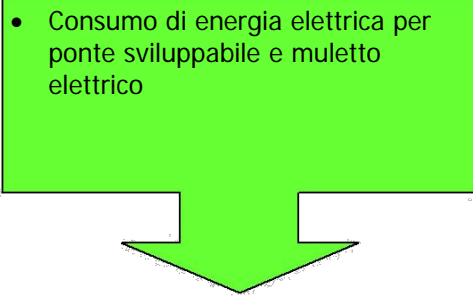 • Consumo di energia elettrica per
ponte sviluppabile e muletto
elettrico